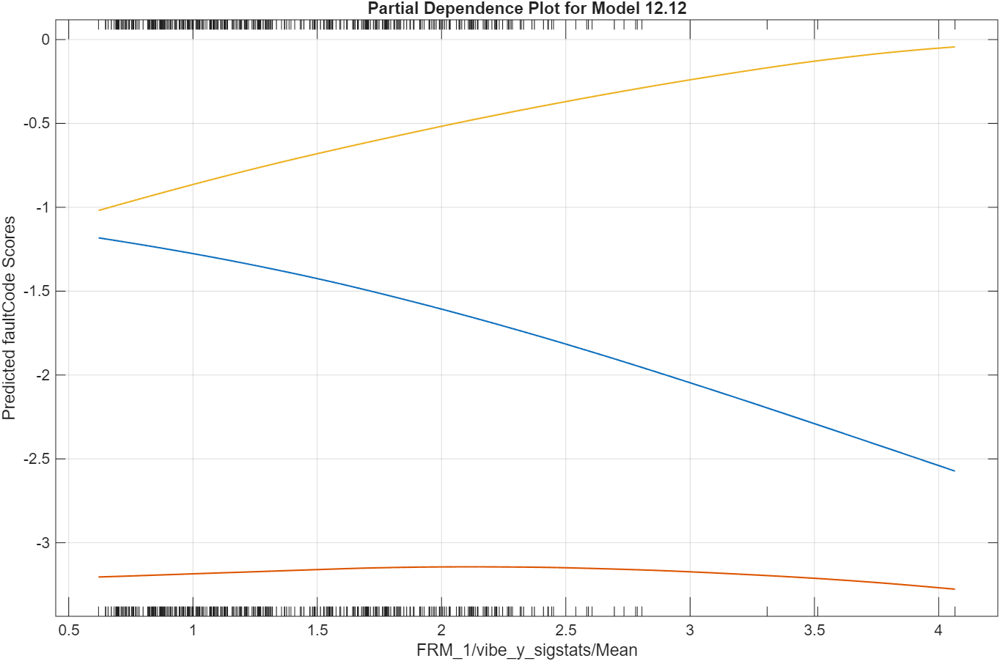 Partial Dependence Plot for Model 12.12
0
-0.5
-1
-1.5
-2
-2.5
-3
Predicted faultCode Scores
0.5 1 1.5 2 2.5 3 3.5 4
FRM_1/vibe_y_sigstats/Mean